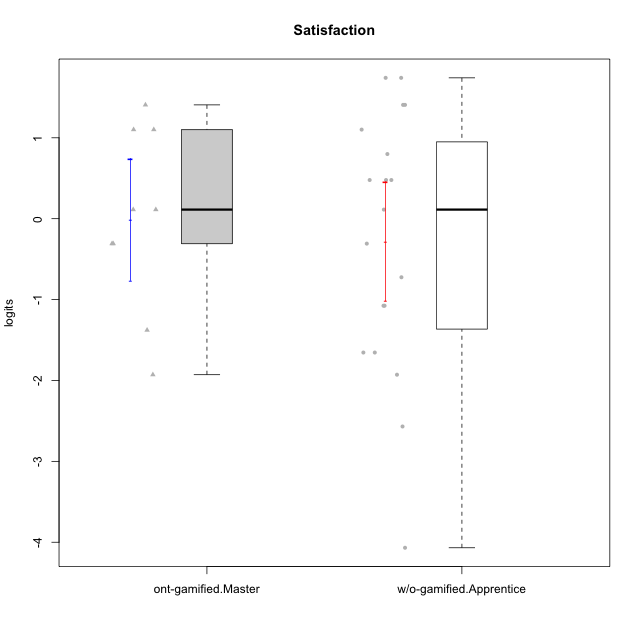 Satisfaction
logits
1
0
-1
-2
-3
-4
ont-gamified.Master
w/o-gamified.Apprentice